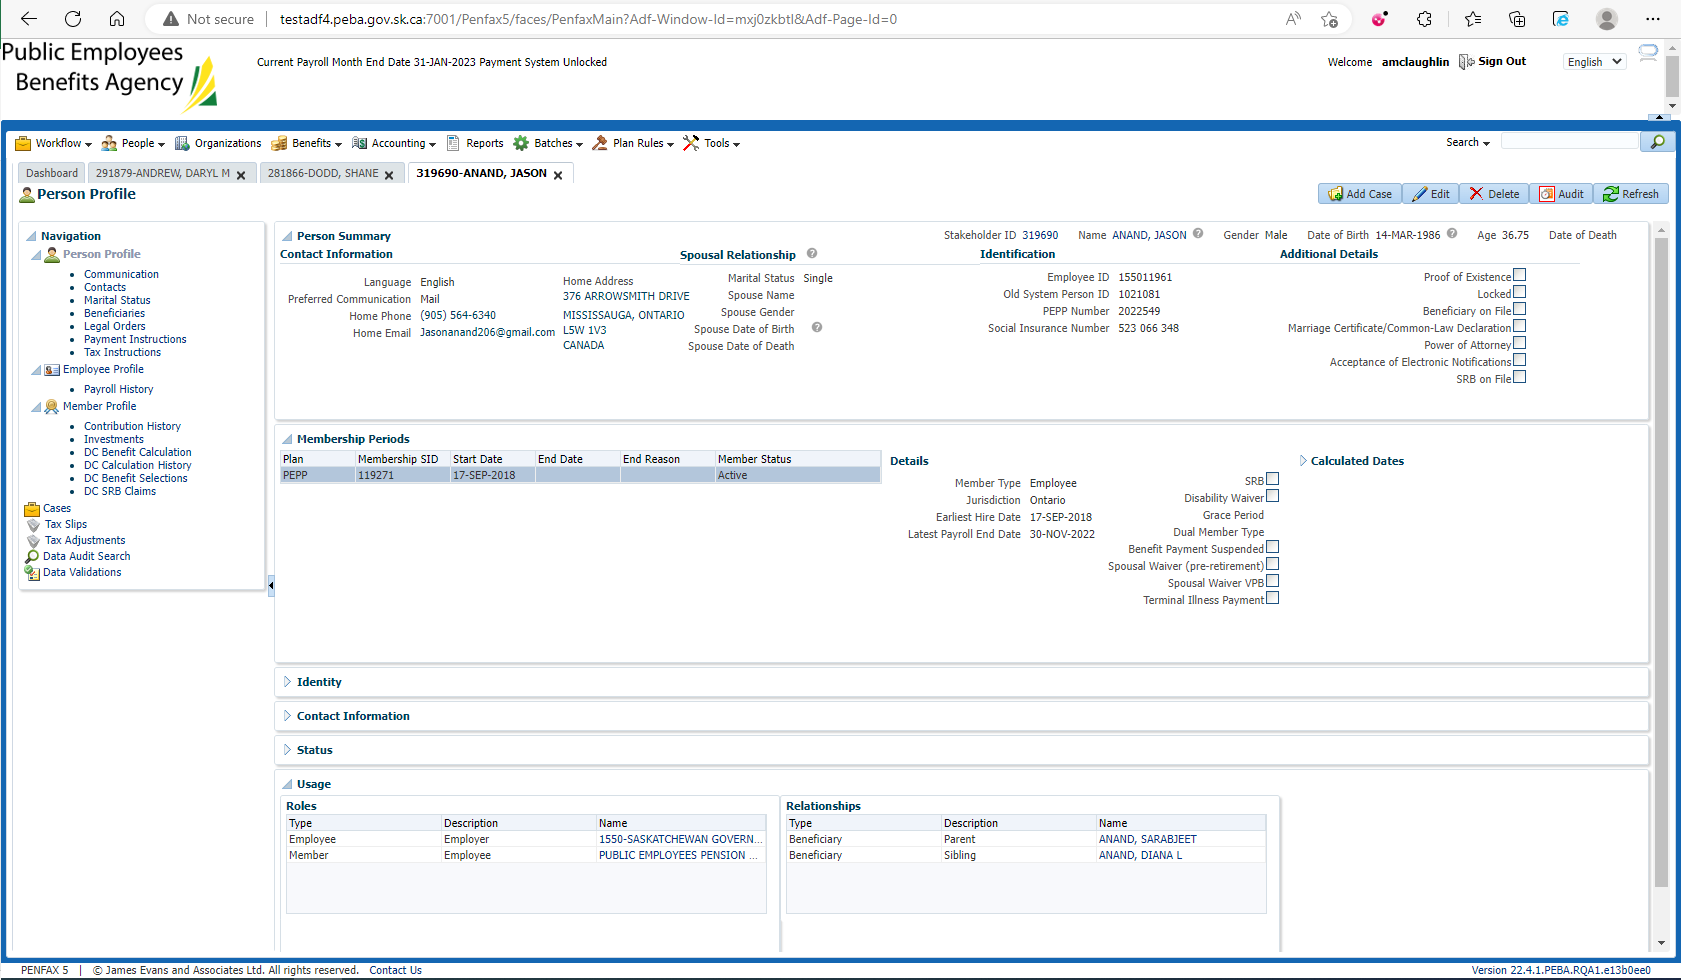 Not secure | testadf4.peba.gov.sk.ca:7001/Penfax5/faces/PenfaxMain?Adf-Window-Id=mxj0zkbtl&Adf-Page-Id=0
Public Employees
Benefits Agency
Current Payroll Month End Date 31-JAN-2023 Payment System Unlocked
Welcome amclaughlin Sign Out English
Workflow People Organizations Benefits Accounting Reports Batches Plan Rules Tools Search
Dashboard 291879-ANDREW, DARYL M 281866-DODD, SHANE 319690-ANAND, JASON
Person Profile
Add Case Edit Delete Audit Refresh
Navigation
Person Profile
Communication
Contacts
Marital Status
Beneficiaries
Legal Orders
Payment Instructions
Tax Instructions
Employee Profile
Payroll History
Member Profile
Contribution History
Investments
DC Benefit Calculation
DC Calculation History
DC Benefit Selections
DC SRB Claims
Cases
Tax Slips
Tax Adjustments
Data Audit Search
Data Validations
Person Summary
Stakeholder ID 319690 Name ANAND, JASON Gender Male Date of Birth 14-MAR-1986 Age 36.75 Date of Death
Contact Information
Language English
Preferred Communication Mail
Home Phone (905) 564-6340
Home Email Jasonanand206@gmail.com
Home Address
376 ARROWSMITH DRIVE
MISSISSAUGA, ONTARIO
L5W 1V3
CANADA
Spousal Relationship
Marital Status Single
Spouse Name
Spouse Gender
Spouse Date of Birth
Spouse Date of Death
Identification
Employee ID 155011961
Old System Person ID 1021081
PEPP Number 2022549
Social Insurance Number 523 066 348
Additional Details
Proof of Existence
Locked
Beneficiary on File
Marriage Certificate/Common-Law Declaration
Power of Attorney
Acceptance of Electronic Notifications
SRB on File
Membership Periods
Plan Membership SID Start Date End Date End Reason Member Status
PEPP 119271 17-SEP-2018 Active
Details
Member Type Employee
Jurisdiction Ontario
Earliest Hire Date 17-SEP-2018
Latest Payroll End Date 30-NOV-2022
SRB
Disability Waiver
Grace Period
Dual Member Type
Benefit Payment Suspended
Spousal Waiver (pre-retirement)
Spousal Waiver VPB
Terminal Illness Payment
Calculated Dates
Identity
Contact Information
Status
Usage
Roles
Type Description Name
Employee Employer 1550-SASKATCHEWAN GOVERN...
Member Employee PUBLIC EMPLOYEES PENSION ...
Relationships
Type Description Name
Beneficiary Parent ANAND, SARABJEET
Beneficiary Sibling ANAND, DIANA L
PENFAX 5 | © James Evans and Associates Ltd. All rights reserved. Contact Us
Version 22.4.1.PEBA.RQA1.e13b0ee0